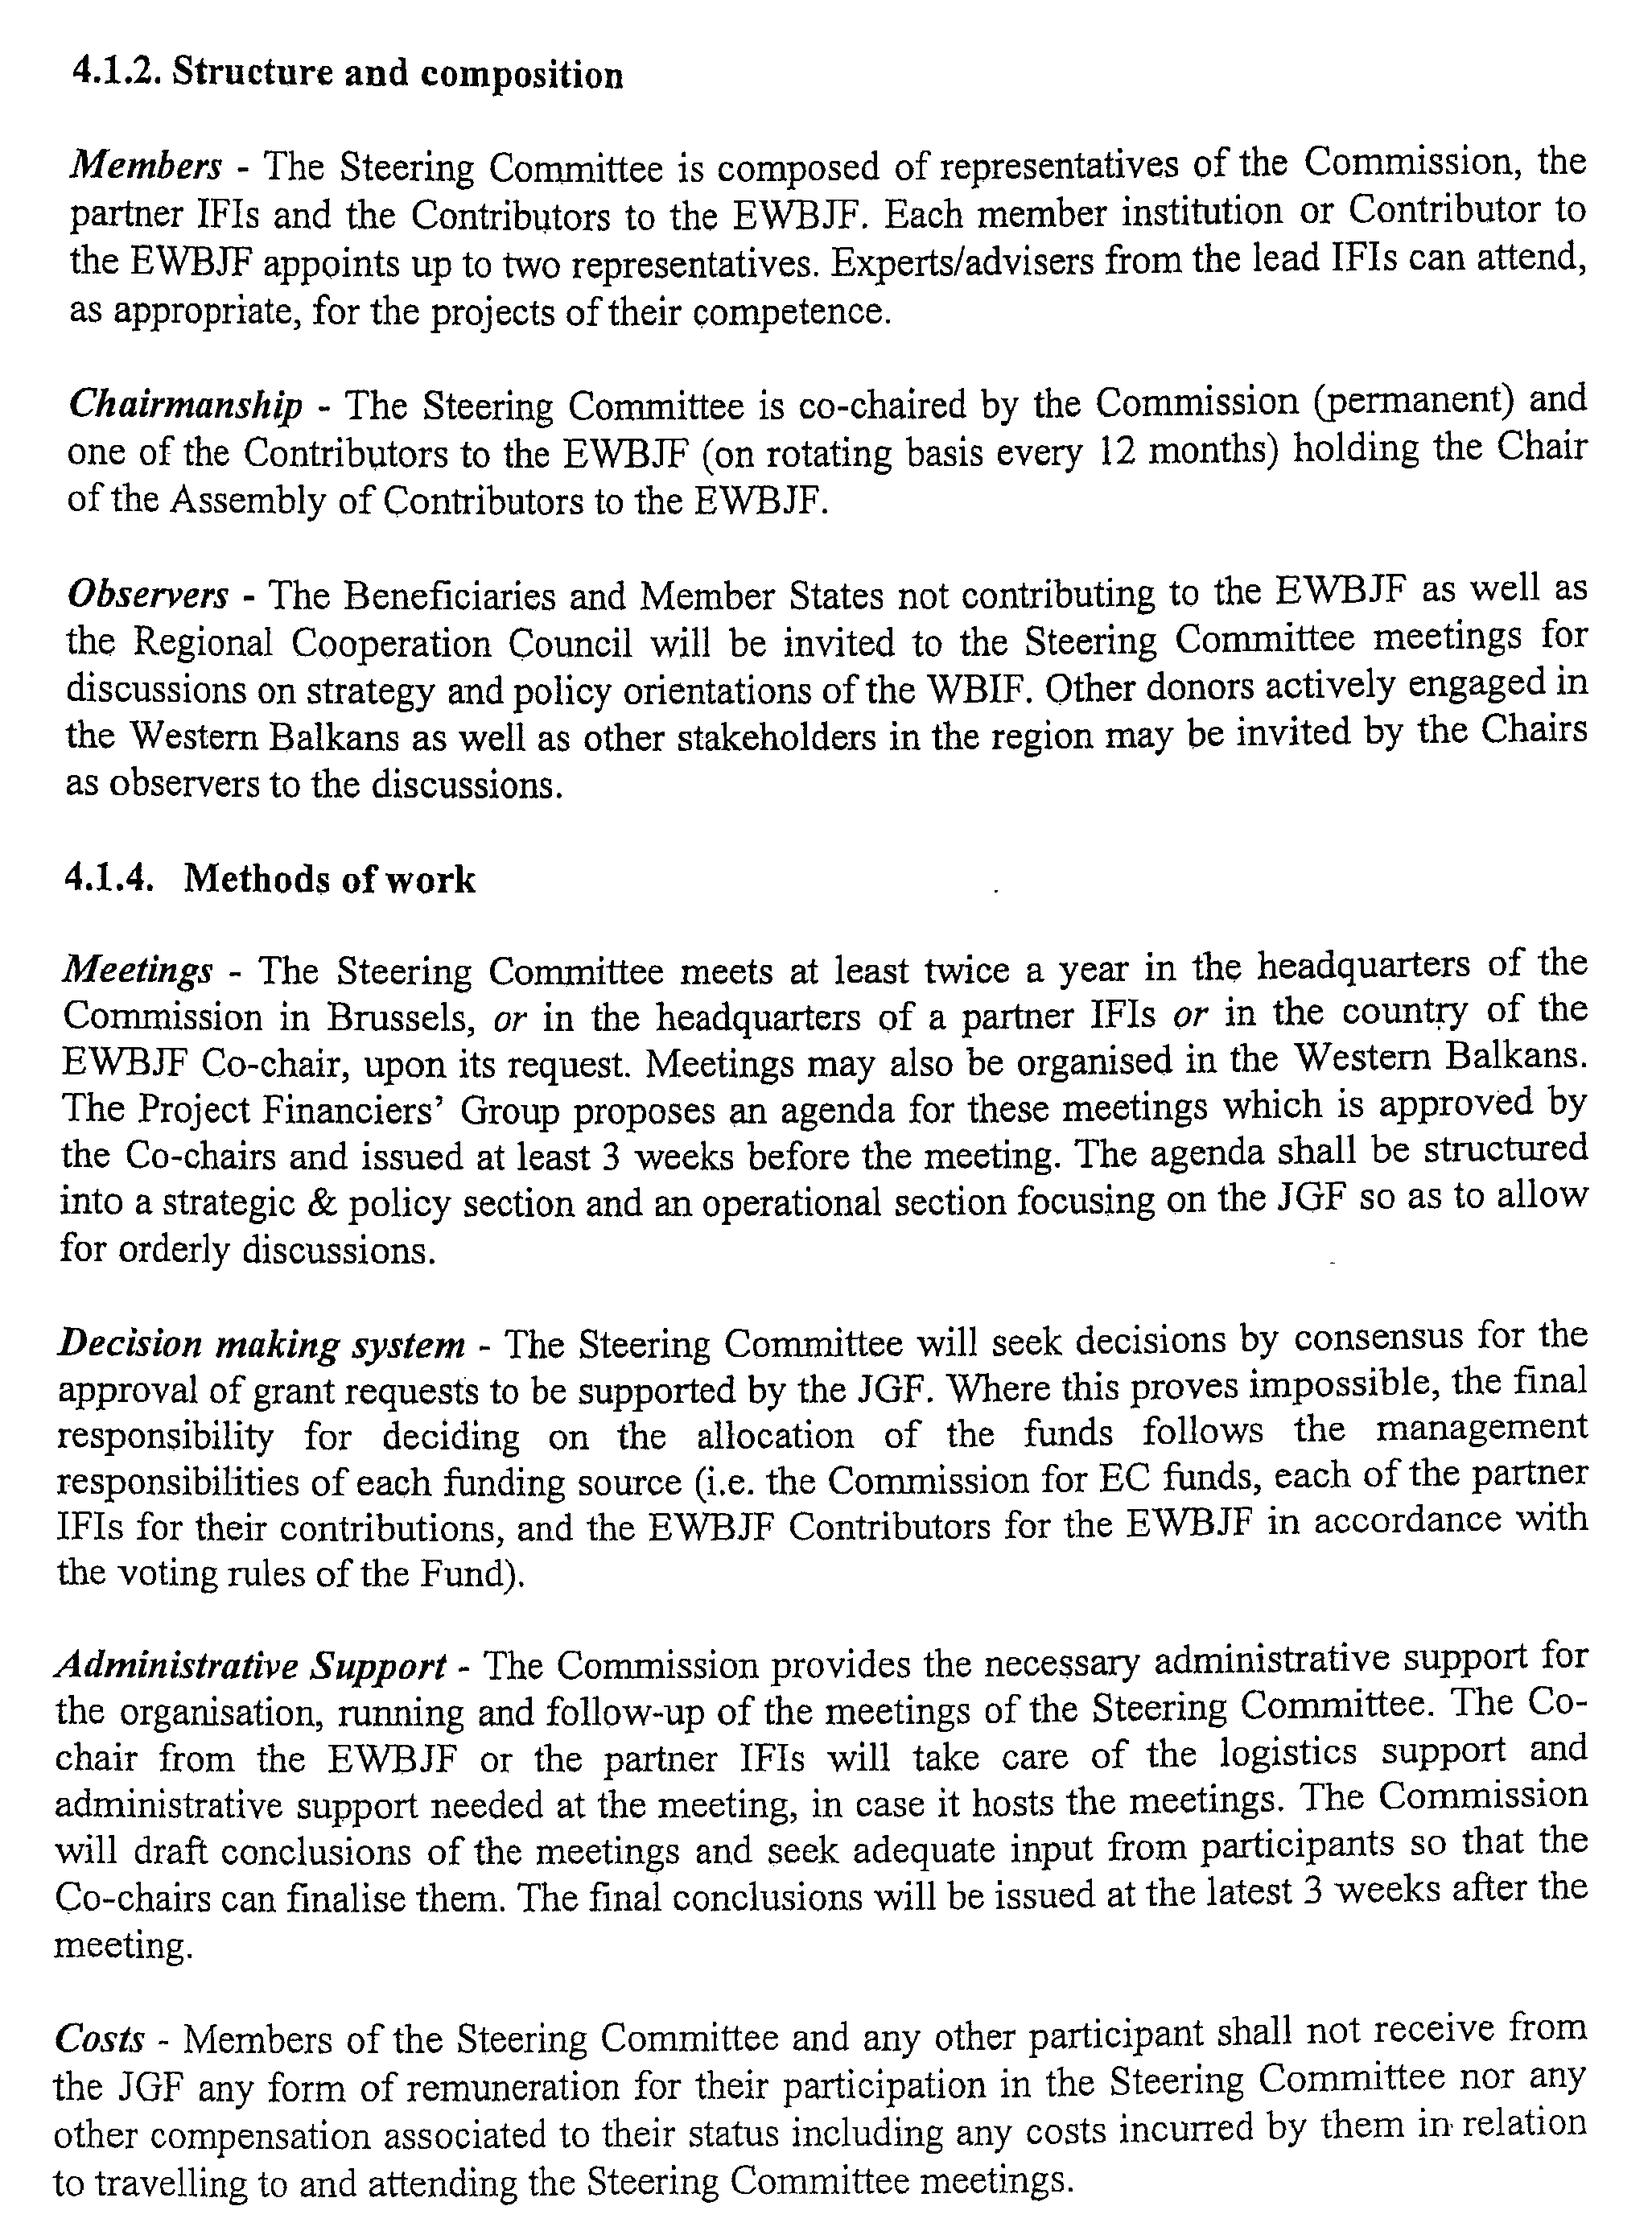 4.1.2. Structure and composition
Members - The Steering Committee is composed of representatives of the Commission, the
partner IFIs and the Contributors to the EWBJF. Each member institution or Contributor to
the EWBJF appoints up to two representatives. Experts/advisers from the lead IFIs can attend,
as appropriate, for the projects of their competence.
Chairmanship - The Steering Committee is co-chaired by the Commission (permanent) and
one of the Contributors to the EWBJF (on rotating basis every 12 months) holding the Chair
of the Assembly of Contributors to the EWBJF.
Observers - The Beneficiaries and Member States not contributing to the EWBJF as well as
the Regional Cooperation Council will be invited to the Steering Committee meetings for
discussions on strategy and policy orientations of the WBIF. Other donors actively engaged in
the Western Balkans as well as other stakeholders in the region may be invited by the Chairs
as observers to the discussions.
4.1.4. Methods of work
Meetings - The Steering Committee meets at least twice a year in the headquarters of the
Commission in Brussels, or in the headquarters of a partner IFIs or in the country of the
EWBJF Co-chair, upon its request. Meetings may also be organised in the Western Balkans.
The Project Financiers' Group proposes an agenda for these meetings which is approved by
the Co-chairs and issued at least 3 weeks before the meeting. The agenda shall be structured
into a strategic & policy section and an operational section focusing on the JGF so as to allow
for orderly discussions.
Decision making system - The Steering Committee will seek decisions by consensus for the
approval of grant requests to be supported by the JGF. Where this proves impossible, the final
responsibility for deciding on the allocation of the funds follows the management
responsibilities of each funding source (i.e. the Commission for EC funds, each of the partner
IFIs for their contributions, and the EWBJF Contributors for the EWBJF in accordance with
the voting rules of the Fund).
Administrative Support - The Commission provides the necessary administrative support for
the organisation, running and follow-up of the meetings of the Steering Committee. The Co-
chair from the EWBJF or the partner IFIs will take care of the logistics support and
administrative support needed at the meeting, in case it hosts the meetings. The Commission
will draft conclusions of the meetings and seek adequate input from participants so that the
Co-chairs can finalise them. The final conclusions will be issued at the latest 3 weeks after the
meeting.
Costs - Members of the Steering Committee and any other participant shall not receive from
the JGF any form of remuneration for their participation in the Steering Committee nor any
other compensation associated to their status including any costs incurred by them in relation
to travelling to and attending the Steering Committee meetings.